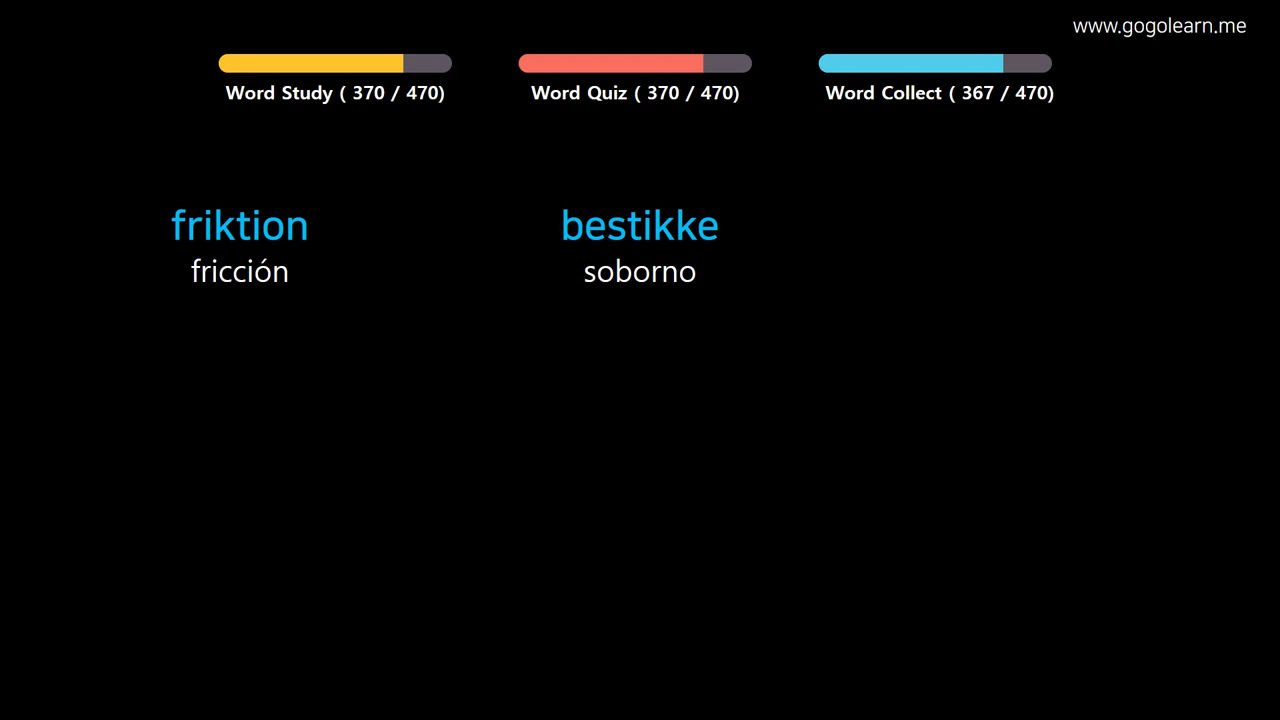 www.gogolearn.me
Word Study ( 370 / 470)
Word Quiz ( 370 / 470)
Word Collect ( 367 / 470)
friktion
fricción
bestikke
soborno